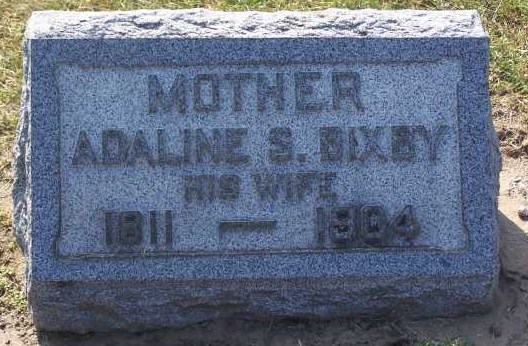 MOTHER
ADALINE S. BIXBY
HIS WIFE
1811 — 1904